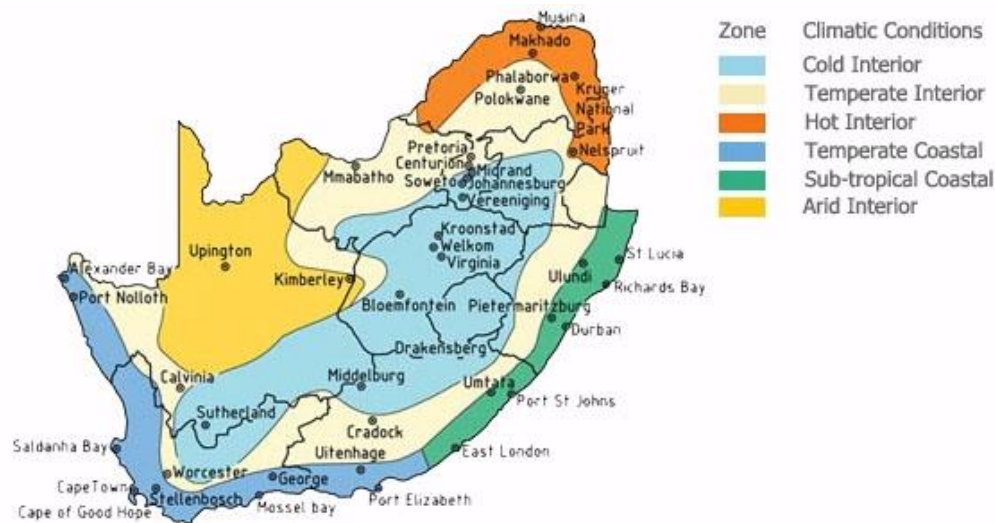 Musina
Makhado
Phalaborwa
Kruger
National
Park
Polokwane
Nelspruit
Pretoria
Centurion
Midrand
Soweto
Johannesburg
Vereeniging
Mmabatho
Kroonstad
Welkom
Virginia
Upington
Kimberley
Bloemfontein
Alexander Bay
Port Nolloth
Ulundi
St Lucia
Richards Bay
Pietermaritzburg
Durban
Drakensberg
Calvinia
Middelburg
Umtata
Port St Johns
Sutherland
Cradock
Saldanha Bay
Uitenhage
East London
Worcester
George
CapeTown
Stellenbosch
Mossel bay
Port Elizabeth
Cape of Good Hope
Zone Climatic Conditions
Cold Interior
Temperate Interior
Hot Interior
Temperate Coastal
Sub-tropical Coastal
Arid Interior